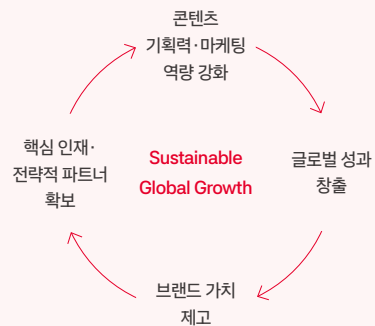 콘텐츠
기획력·마케팅
역량 강화
핵심 인재·
전략적 파트너
확보
Sustainable
Global Growth
글로벌 성과
창출
브랜드 가치
제고